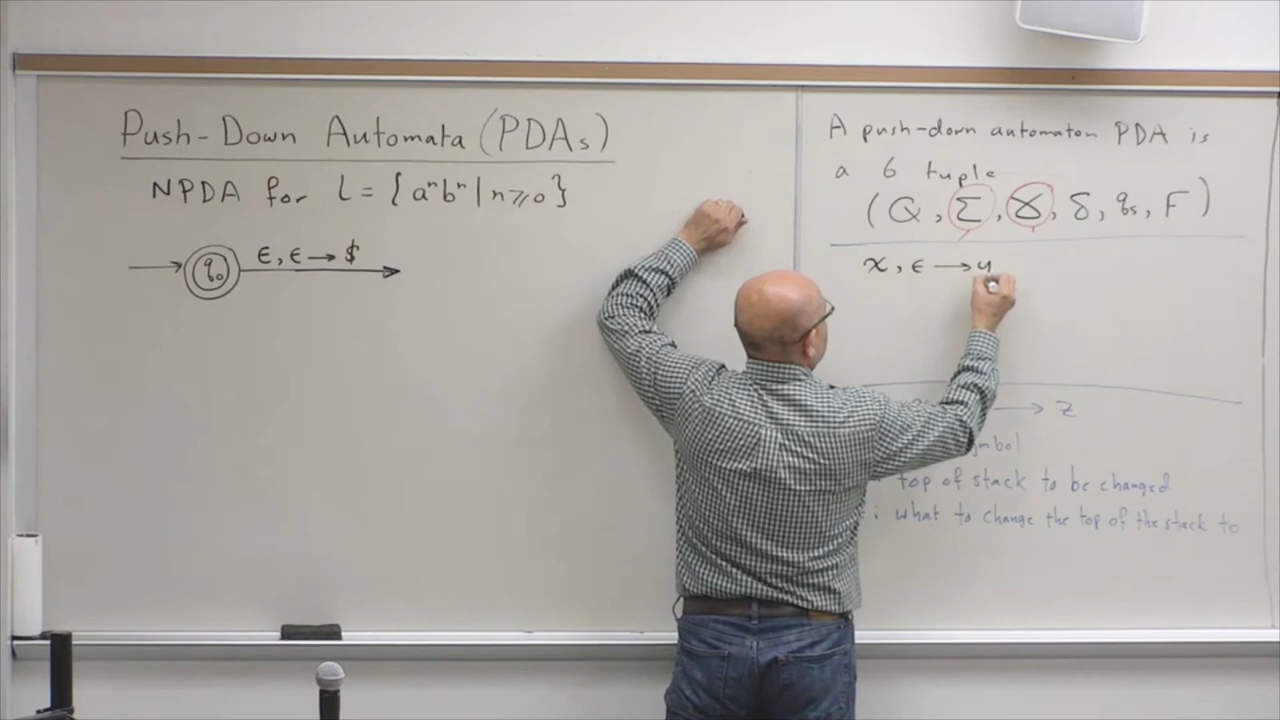 Push-Down Automata (PDAs)
NPDA for L = { aⁿbⁿ | n ≥ 0 }
q₀ ϵ, ϵ → $
A push-down automaton PDA is
a 6 tuple
(Q, Σ, Ɣ, δ, qₛ, F)
x, ϵ → y
→ z
top of stack to be changed
: what to change the top of the stack to